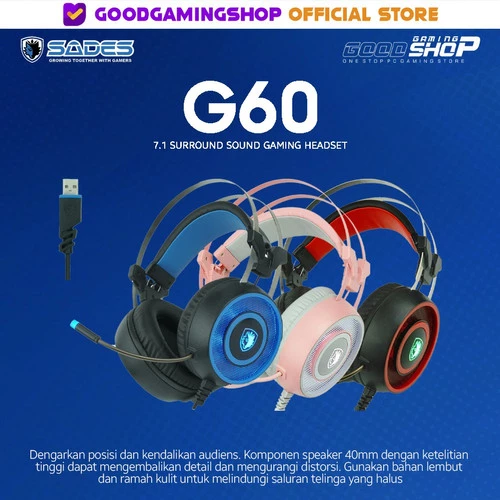 GOODGAMINGSHOP OFFICIAL STORE
SADES
GROWING TOGETHER WITH GAMERS
GAMING
GOOD SHOP
ONE STOP PC GAMING STORE
G60
7.1 SURROUND SOUND GAMING HEADSET
Dengarkan posisi dan kendalikan audiens. Komponen speaker 40mm dengan ketelitian
tinggi dapat mengembalikan detail dan mengurangi distorsi. Gunakan bahan lembut
dan ramah kulit untuk melindungi saluran telinga yang halus